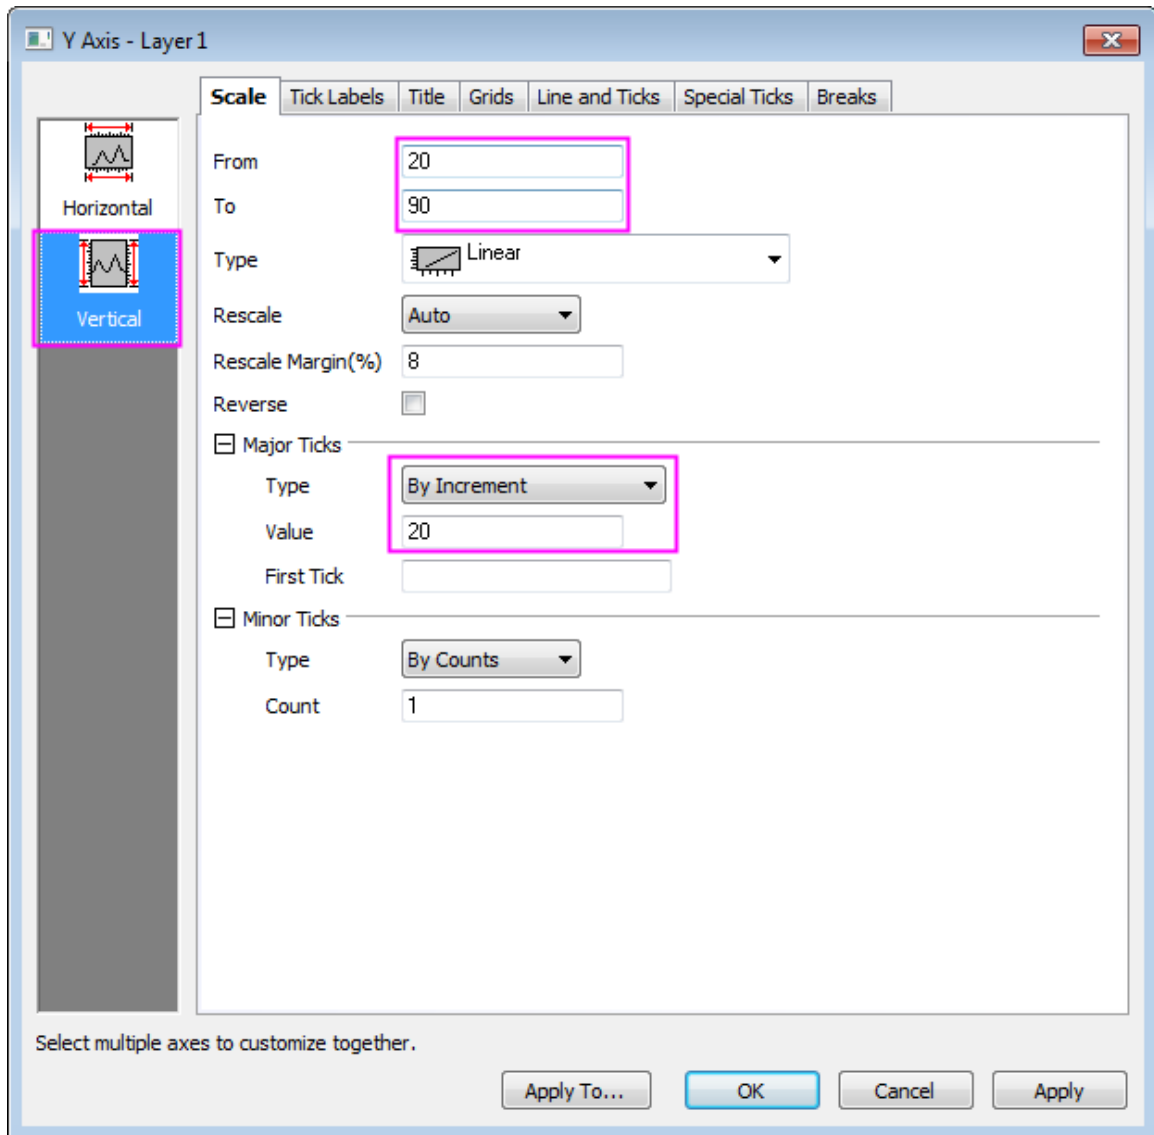 Y Axis - Layer1
Scale Tick Labels Title Grids Line and Ticks Special Ticks Breaks
Horizontal
Vertical
From 20
To 90
Type Linear
Rescale Auto
Rescale Margin(%) 8
Reverse
Major Ticks
Type By Increment
Value 20
First Tick
Minor Ticks
Type By Counts
Count 1
Select multiple axes to customize together.
Apply To... OK Cancel Apply